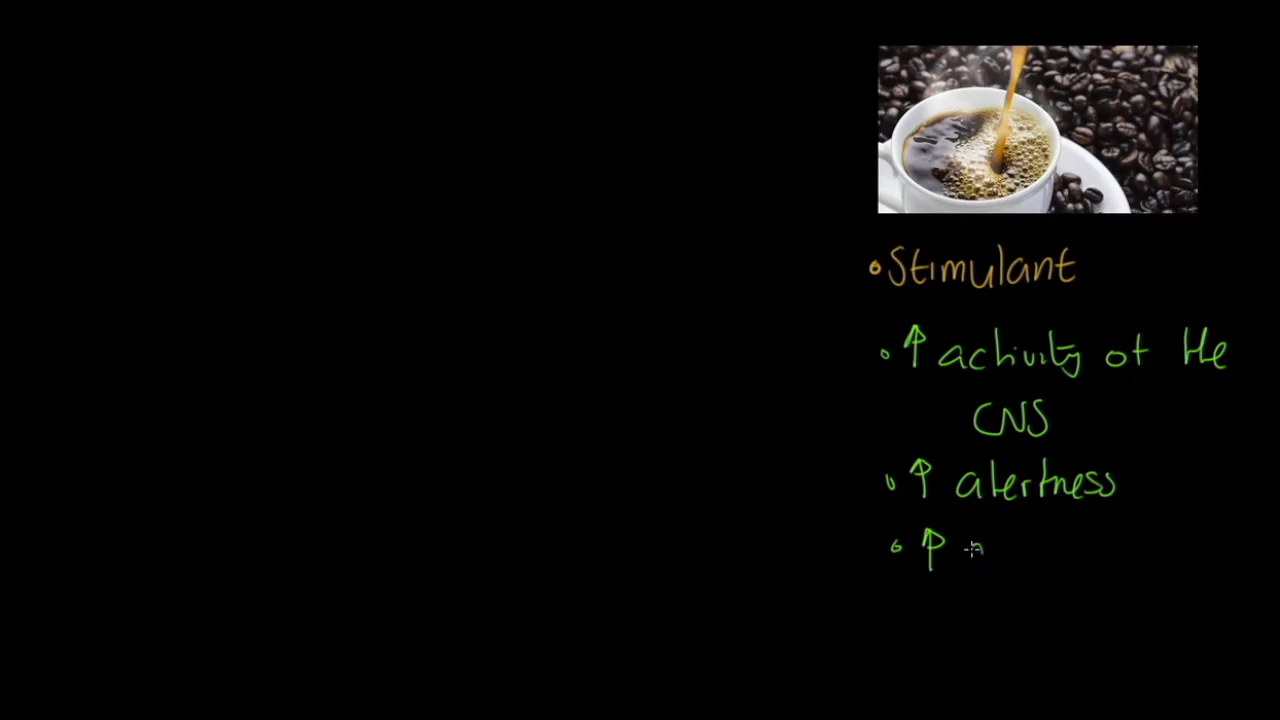 • Stimulant
• ↑ activity of the
CNS
• ↑ alertness
• ↑